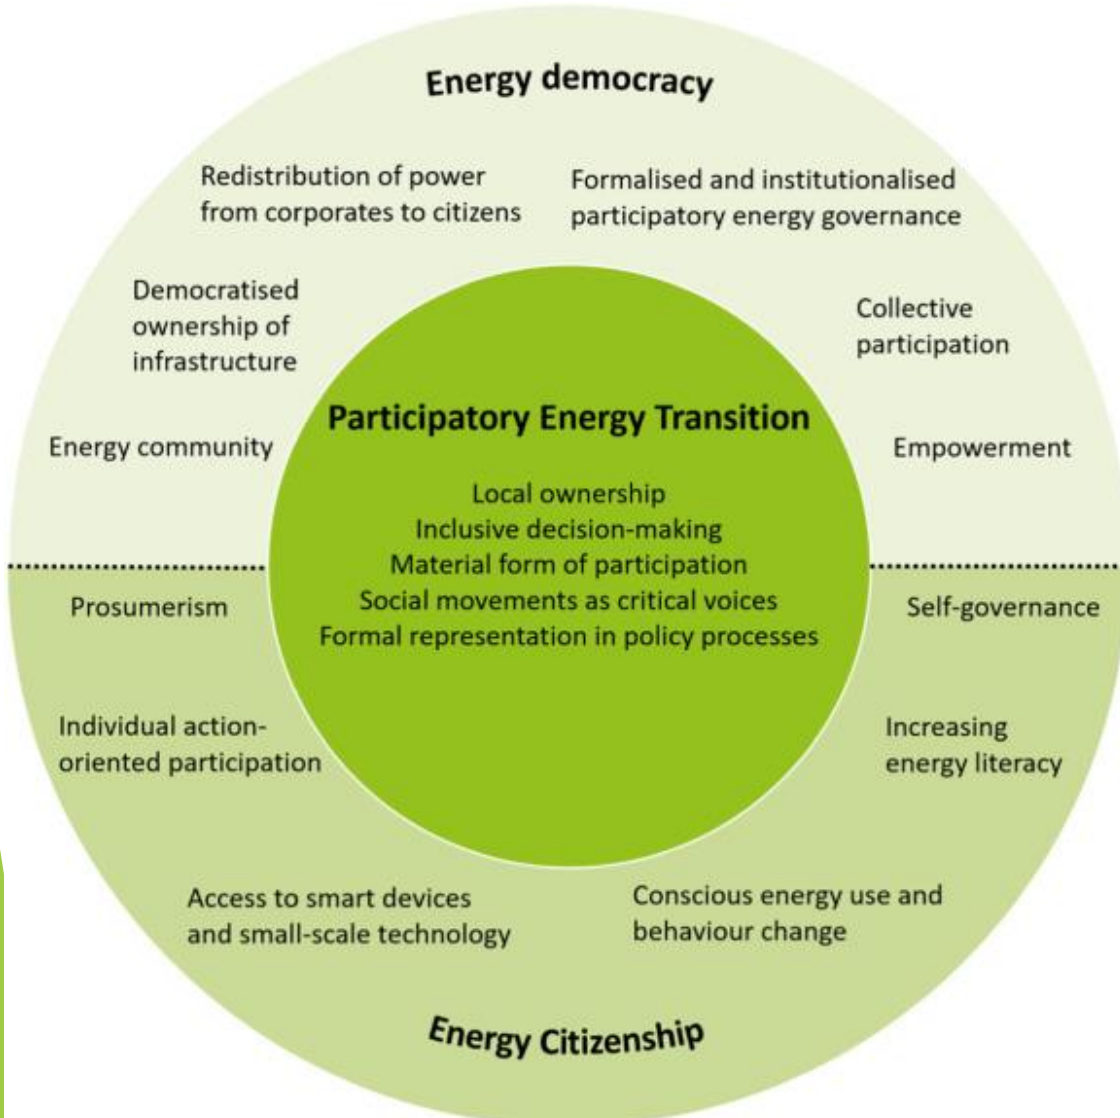 Energy democracy
Redistribution of power
from corporates to citizens
Formalised and institutionalised
participatory energy governance
Democratised
ownership of
infrastructure
Collective
participation
Energy community
Empowerment
Participatory Energy Transition
Local ownership
Inclusive decision-making
Material form of participation
Social movements as critical voices
Formal representation in policy processes
Prosumerism
Self-governance
Individual action-
oriented participation
Increasing
energy literacy
Access to smart devices
and small-scale technology
Conscious energy use and
behaviour change
Energy Citizenship